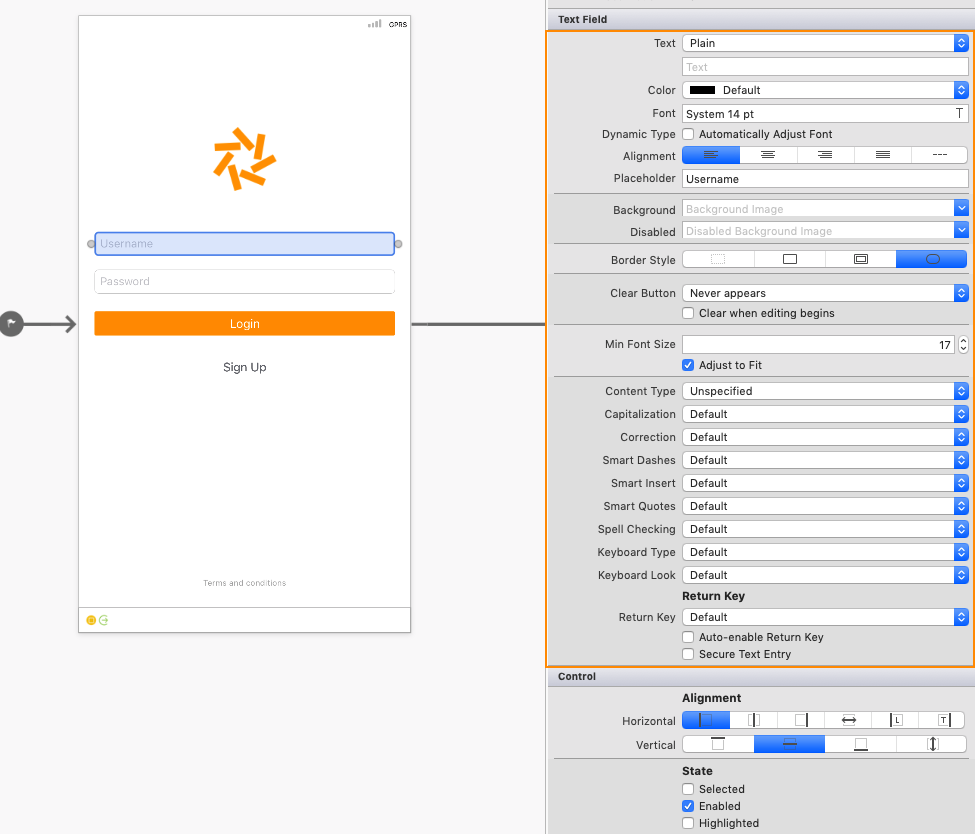 GPRS
Username
Password
Login
Sign Up
Terms and conditions
Text Field
Text Plain
Text
Color Default
Font System 14 pt T
Dynamic Type Automatically Adjust Font
Alignment
Placeholder Username
Background Background Image
Disabled Disabled Background Image
Border Style
Clear Button Never appears
Clear when editing begins
Min Font Size 17
Adjust to Fit
Content Type Unspecified
Capitalization Default
Correction Default
Smart Dashes Default
Smart Insert Default
Smart Quotes Default
Spell Checking Default
Keyboard Type Default
Keyboard Look Default
Return Key
Return Key Default
Auto-enable Return Key
Secure Text Entry
Control
Alignment
Horizontal L T
Vertical
State
Selected
Enabled
Highlighted